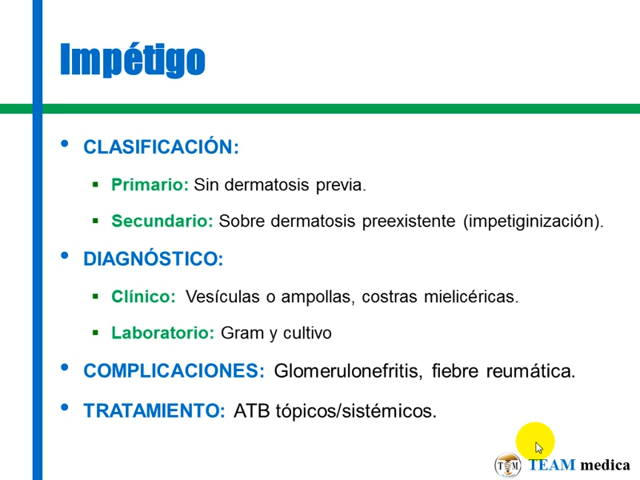 Impétigo
CLASIFICACIÓN:
Primario: Sin dermatosis previa.
Secundario: Sobre dermatosis preexistente (impetiginización).
DIAGNÓSTICO:
Clínico: Vesículas o ampollas, costras mielicéricas.
Laboratorio: Gram y cultivo
COMPLICACIONES: Glomerulonefritis, fiebre reumática.
TRATAMIENTO: ATB tópicos/sistémicos.
TM TEAM medica